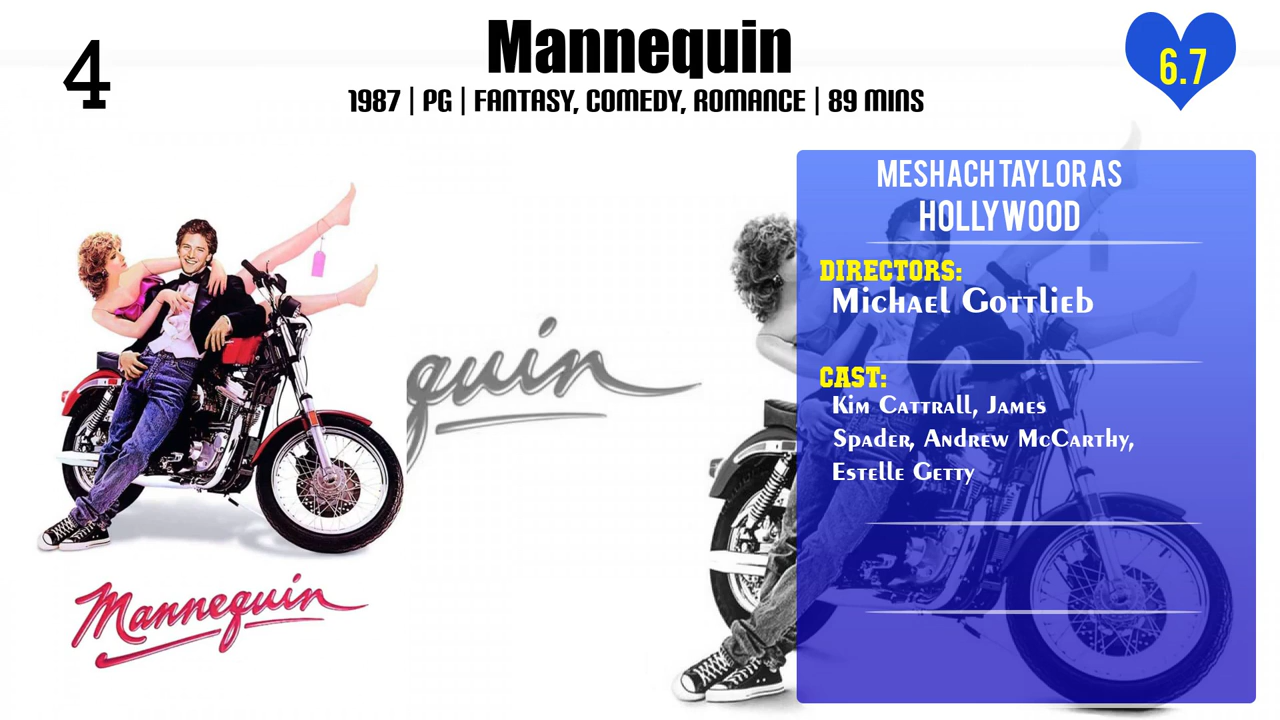 4
Mannequin
1987 | PG | FANTASY, COMEDY, ROMANCE | 89 MINS
6.7
MESHACH TAYLOR AS
HOLLYWOOD
DIRECTORS:
Michael Gottlieb
CAST:
Kim Cattrall, James
Spader, Andrew McCarthy,
Estelle Getty
quin
Mannequin